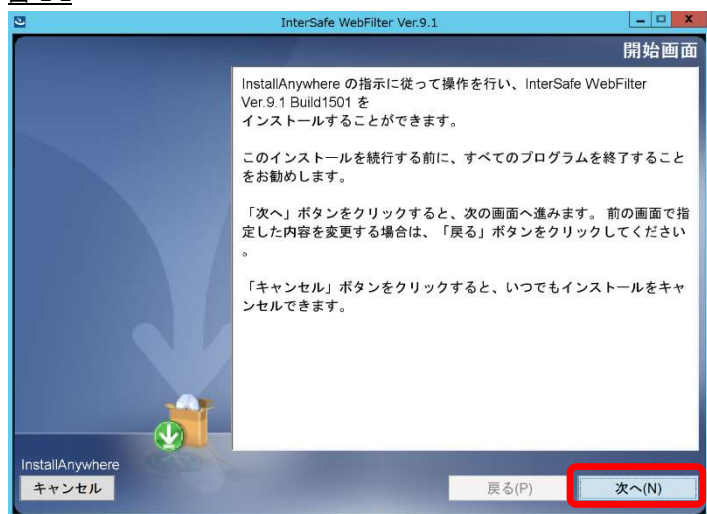 InterSafe WebFilter Ver.9.1
開始画面
InstallAnywhere の指示に従って操作を行い、InterSafe WebFilter
Ver.9.1 Build1501 を
インストールすることができます。
このインストールを続行する前に、すべてのプログラムを終了すること
をお勧めします。
「次へ」ボタンをクリックすると、次の画面へ進みます。 前の画面で指
定した内容を変更する場合は、「戻る」ボタンをクリックしてください
。
「キャンセル」ボタンをクリックすると、いつでもインストールをキャ
ンセルできます。
InstallAnywhere
キャンセル
戻る(P)
次へ(N)